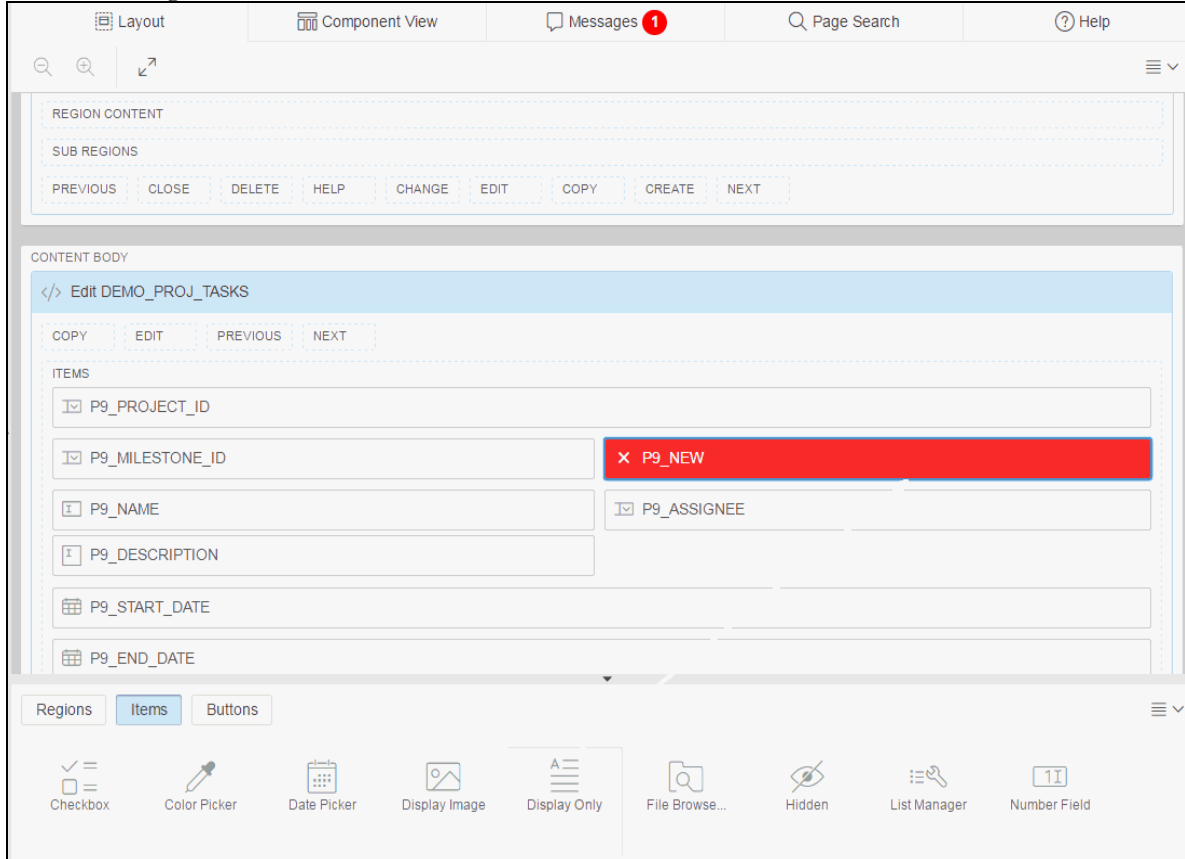 Layout Component View Messages 1 Page Search Help
REGION CONTENT
SUB REGIONS
PREVIOUS CLOSE DELETE HELP CHANGE EDIT COPY CREATE NEXT
CONTENT BODY
</> Edit DEMO_PROJ_TASKS
COPY EDIT PREVIOUS NEXT
ITEMS
P9_PROJECT_ID
P9_MILESTONE_ID P9_NEW
P9_NAME P9_ASSIGNEE
P9_DESCRIPTION
P9_START_DATE
P9_END_DATE
Regions Items Buttons
Checkbox Color Picker Date Picker Display Image Display Only File Browse... Hidden List Manager Number Field